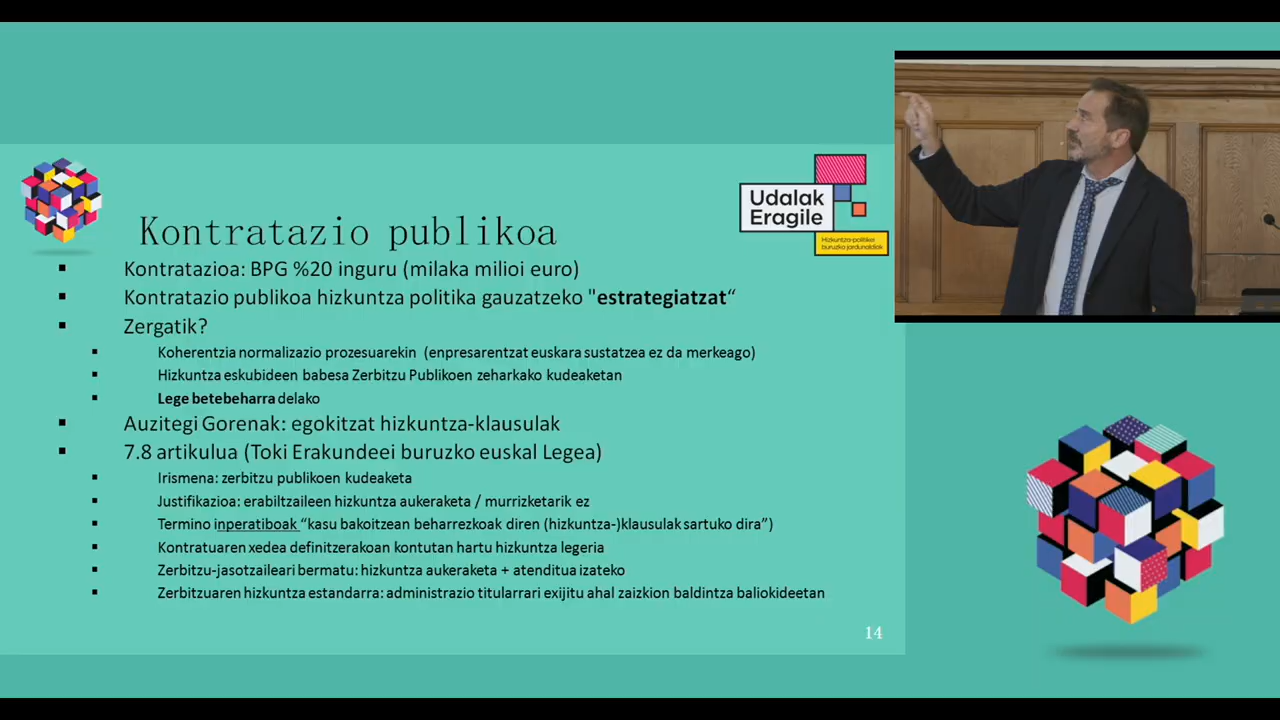 Udalak
Eragile
Hizkuntza-politikei
buruzko jardunaldiak
Kontratazio publikoa
▪ Kontratazioa: BPG %20 inguru (milaka milioi euro)
▪ Kontratazio publikoa hizkuntza politika gauzatzeko "estrategiatzat“
▪ Zergatik?
▪ Koherentzia normalizazio prozesuarekin (enpresarentzat euskara sustatzea ez da merkeago)
▪ Hizkuntza eskubideen babesa Zerbitzu Publikoen zeharkako kudeaketan
▪ Lege betebeharra delako
▪ Auzitegi Gorenak: egokitzat hizkuntza-klausulak
▪ 7.8 artikulua (Toki Erakundeei buruzko euskal Legea)
▪ Irismena: zerbitzu publikoen kudeaketa
▪ Justifikazioa: erabiltzaileen hizkuntza aukeraketa / murrizketarik ez
▪ Termino inperatiboak “kasu bakoitzean beharrezkoak diren (hizkuntza-)klausulak sartuko dira”)
▪ Kontratuaren xedea definitzerakoan kontutan hartu hizkuntza legeria
▪ Zerbitzu-jasotzaileari bermatu: hizkuntza aukeraketa + atenditua izateko
▪ Zerbitzuaren hizkuntza estandarra: administrazio titularrari exijitu ahal zaizkion baldintza baliokideetan
14